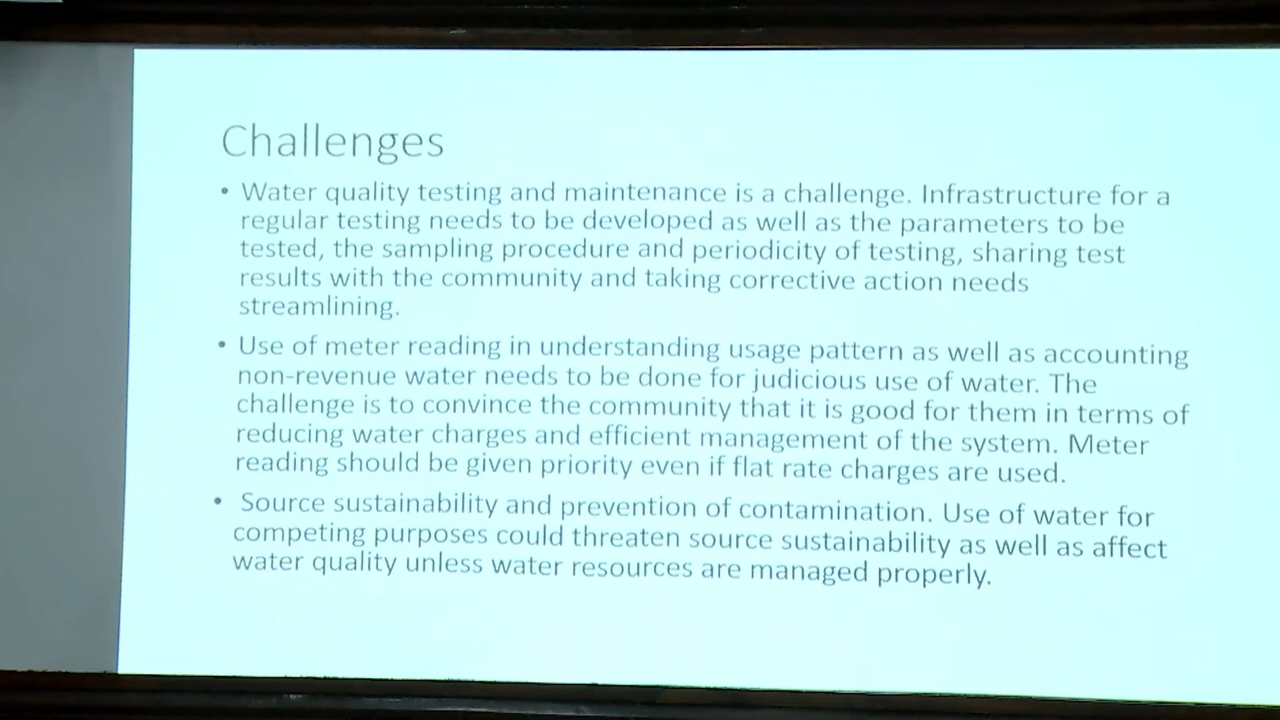 Challenges
• Water quality testing and maintenance is a challenge. Infrastructure for a
regular testing needs to be developed as well as the parameters to be
tested, the sampling procedure and periodicity of testing, sharing test
results with the community and taking corrective action needs
streamlining.
• Use of meter reading in understanding usage pattern as well as accounting
non-revenue water needs to be done for judicious use of water. The
challenge is to convince the community that it is good for them in terms of
reducing water charges and efficient management of the system. Meter
reading should be given priority even if flat rate charges are used.
• Source sustainability and prevention of contamination. Use of water for
competing purposes could threaten source sustainability as well as affect
water quality unless water resources are managed properly.